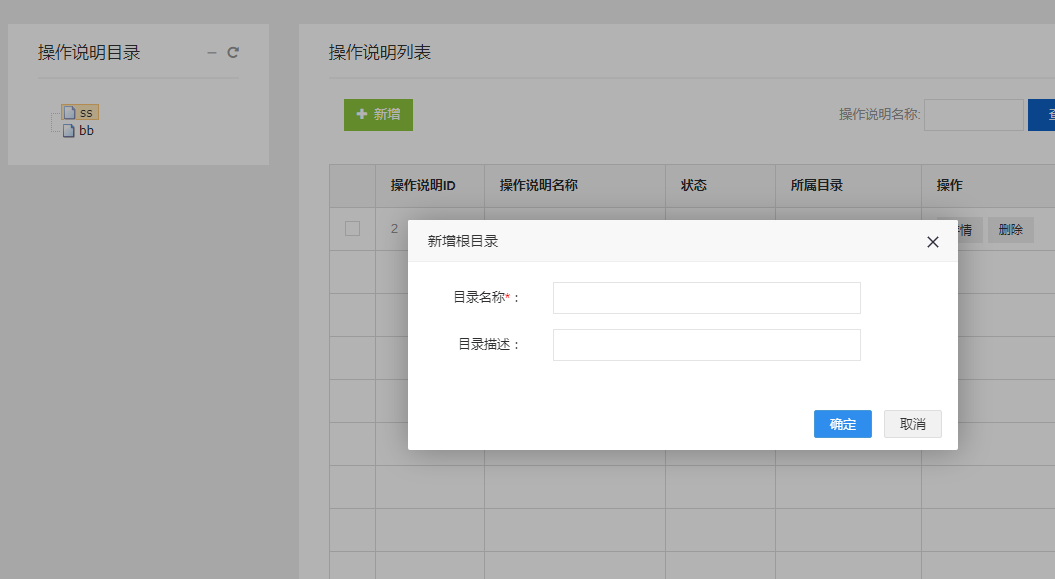 操作说明目录
ss
bb
操作说明列表
新增
操作说明名称:
操作说明ID 操作说明名称 状态 所属目录 操作
2 情 删除
新增根目录
目录名称*：
目录描述：
确定 取消